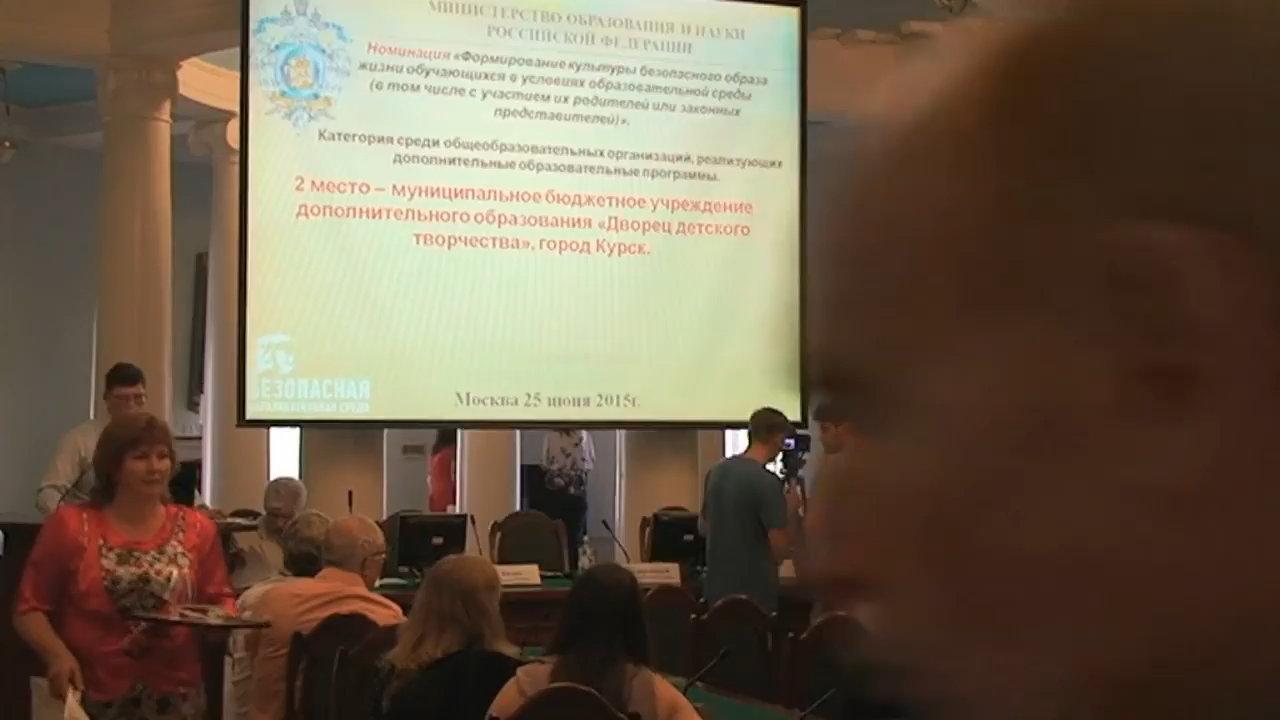 МИНИСТЕРСТВО ОБРАЗОВАНИЯ И НАУКИ
РОССИЙСКОЙ ФЕДЕРАЦИИ
Номинация «Формирование культуры безопасного образа
жизни обучающихся в условиях образовательной среды
(в том числе с участием их родителей или законных
представителей)».
Категория среди общеобразовательных организаций, реализующих
дополнительные образовательные программы.
2 место – муниципальное бюджетное учреждение
дополнительного образования «Дворец детского
творчества», город Курск.
БЕЗОПАСНАЯ
ОБРАЗОВАТЕЛЬНАЯ СРЕДА
Москва 25 июня 2015г.